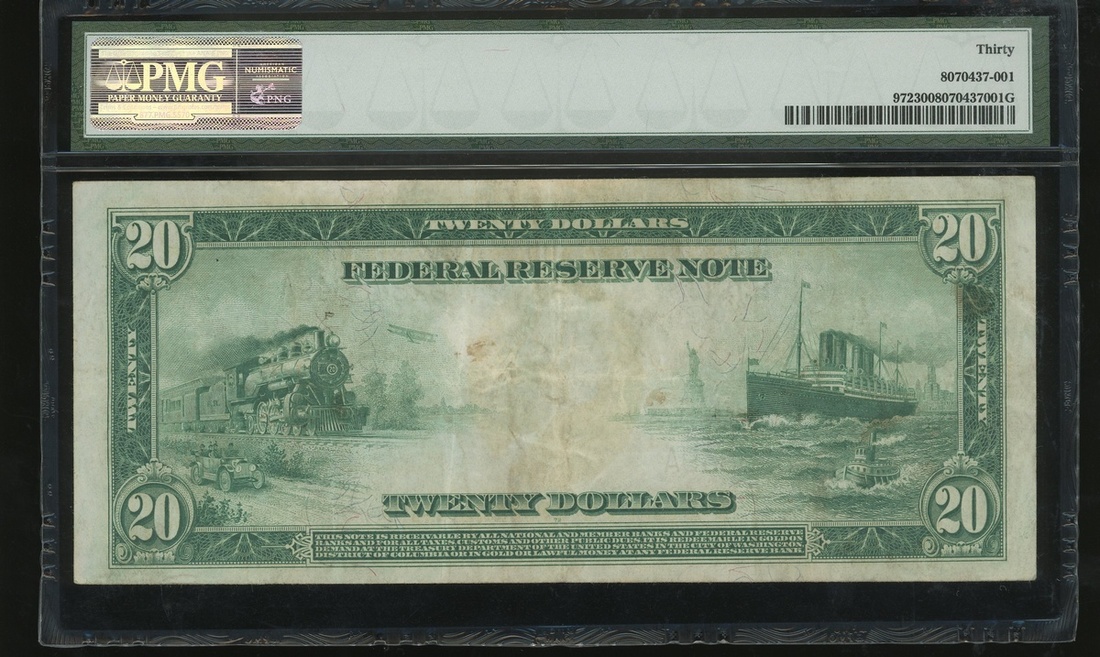 Thirty
PMG
PAPER MONEY GUARANTY
AMERICAN
NUMISMATIC
ASSOCIATION
PNG
8070437-001
9723008070437001G
20
TWENTY DOLLARS
20
FEDERAL RESERVE NOTE
TWENTY
TWENTY
20
TWENTY DOLLARS
20
THIS NOTE IS RECEIVABLE BY ALL NATIONAL AND MEMBER BANKS AND FEDERAL RESERVE
BANKS AND FOR ALL TAXES, CUSTOMS AND OTHER PUBLIC DUES. IT IS REDEEMABLE IN GOLD ON
DEMAND AT THE TREASURY DEPARTMENT OF THE UNITED STATES IN THE CITY OF WASHINGTON,
DISTRICT OF COLUMBIA OR IN GOLD OR LAWFUL MONEY AT ANY FEDERAL RESERVE BANK.